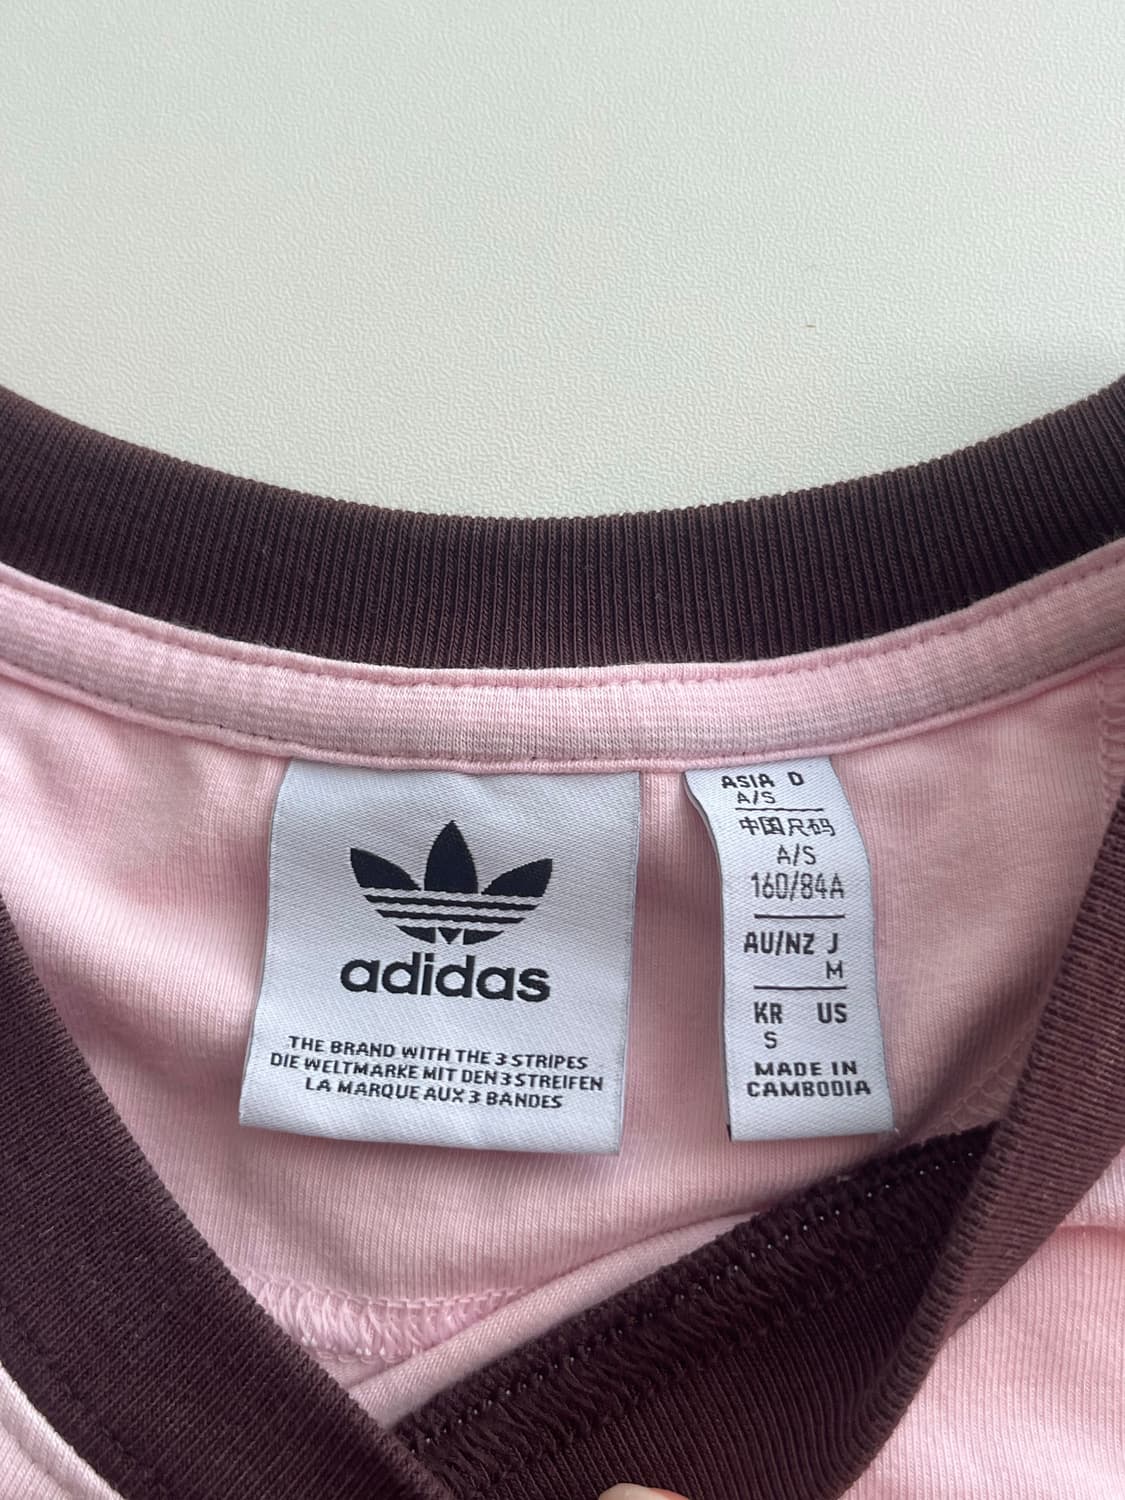 adidas
THE BRAND WITH THE 3 STRIPES
DIE WELTMARKE MIT DEN 3 STREIFEN
LA MARQUE AUX 3 BANDES
ASIA D
A/S
中国尺码
A/S
160/84A
AU/NZ J
M
KR US
S
MADE IN
CAMBODIA